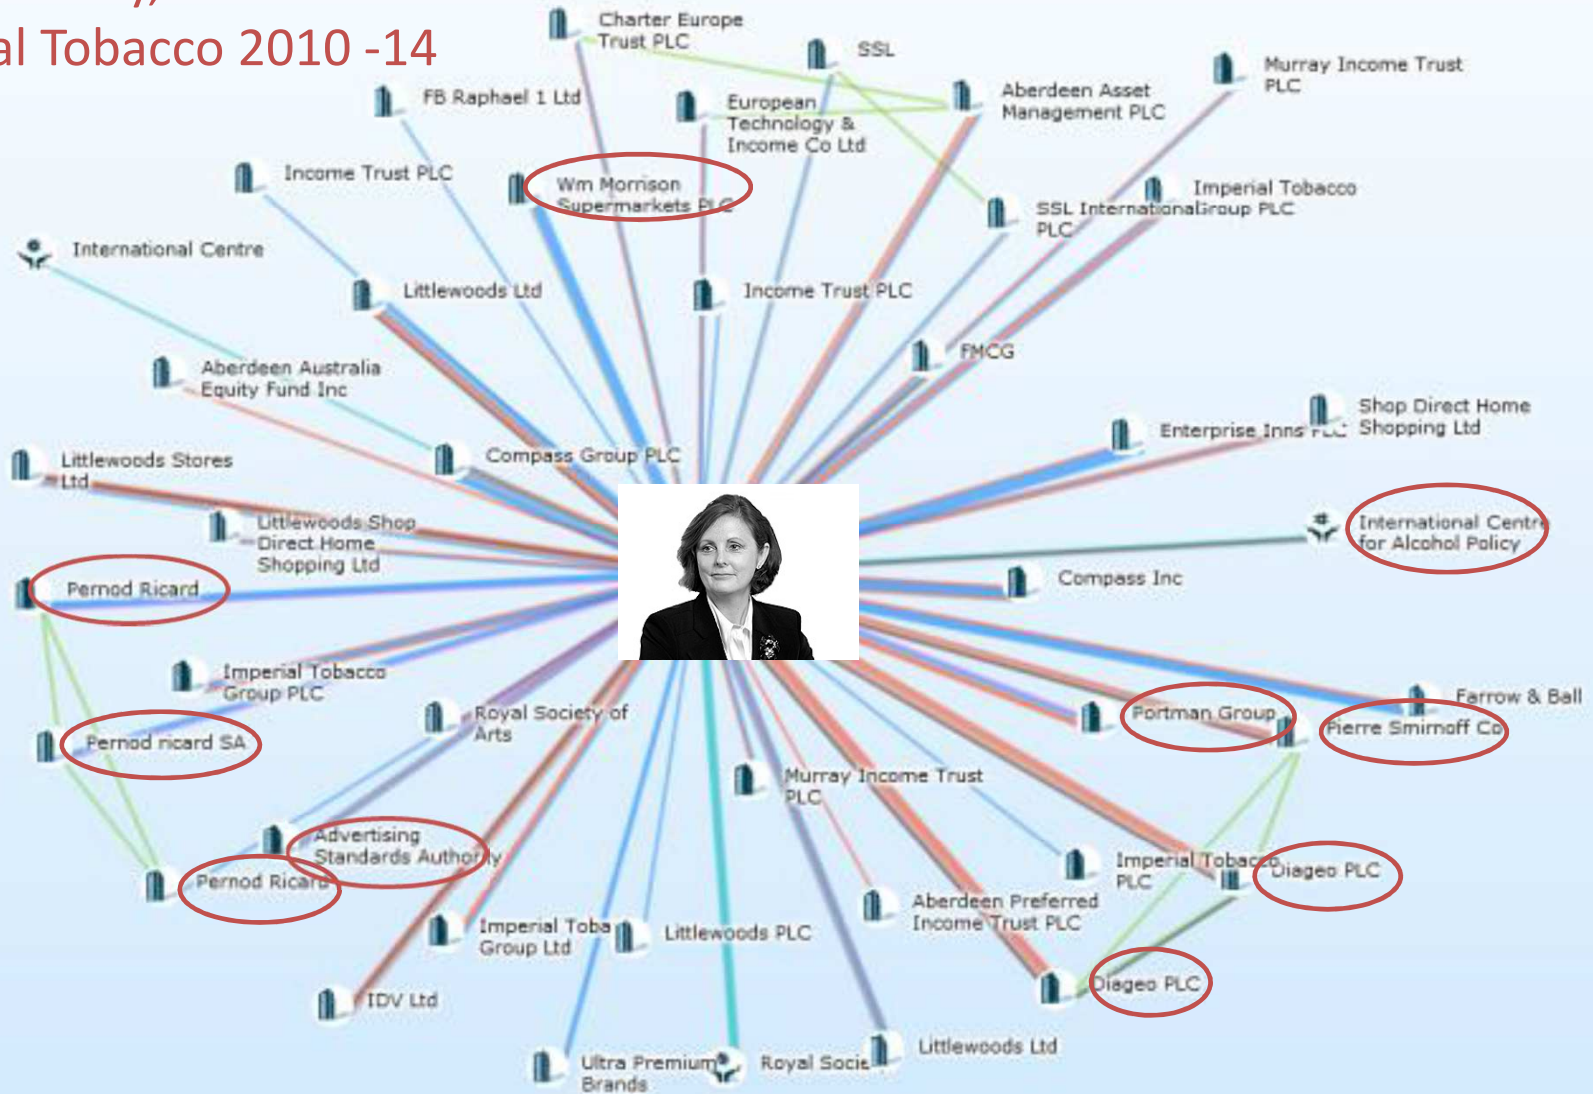 al Tobacco 2010 -14
Charter Europe
Trust PLC
SSL
Murray Income Trust
PLC
FB Raphael 1 Ltd
European
Technology &
Income Co Ltd
Aberdeen Asset
Management PLC
Income Trust PLC
Wm Morrison
Supermarkets PLC
Imperial Tobacco
Group PLC
SSL International
PLC
International Centre
Littlewoods Ltd
Income Trust PLC
FMCG
Aberdeen Australia
Equity Fund Inc
Shop Direct Home
Shopping Ltd
Enterprise Inns PLC
Compass Group PLC
Littlewoods Stores
Ltd
Littlewoods Shop
Direct Home
Shopping Ltd
International Centre
for Alcohol Policy
Compass Inc
Pernod Ricard
Imperial Tobacco
Group PLC
Farrow & Ball
Portman Group
Pierre Smirnoff Co
Royal Society of
Arts
Pernod ricard SA
Murray Income Trust
PLC
Advertising
Standards Authority
Pernod Ricard
Imperial Tobacco
PLC
Diageo PLC
Aberdeen Preferred
Income Trust PLC
Imperial Toba
Group Ltd
Littlewoods PLC
Diageo PLC
IDV Ltd
Littlewoods Ltd
Ultra Premium
Brands
Royal Socie